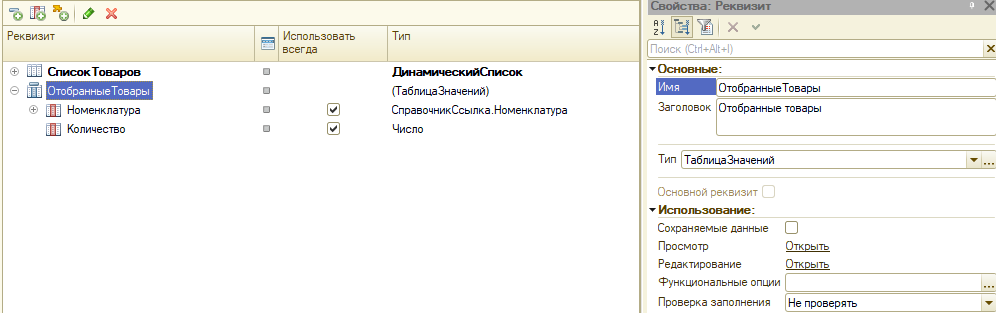 Реквизит
Использовать всегда
Тип
СписокТоваров
ДинамическийСписок
ОтобранныеТовары
(ТаблицаЗначений)
Номенклатура
СправочникСсылка.Номенклатура
Количество
Число
Свойства: Реквизит
Поиск (Ctrl+Alt+I)
Основные:
Имя ОтобранныеТовары
Заголовок Отобранные товары
Тип ТаблицаЗначений
Основной реквизит
Использование:
Сохраняемые данные
Просмотр Открыть
Редактирование Открыть
Функциональные опции
Проверка заполнения Не проверять